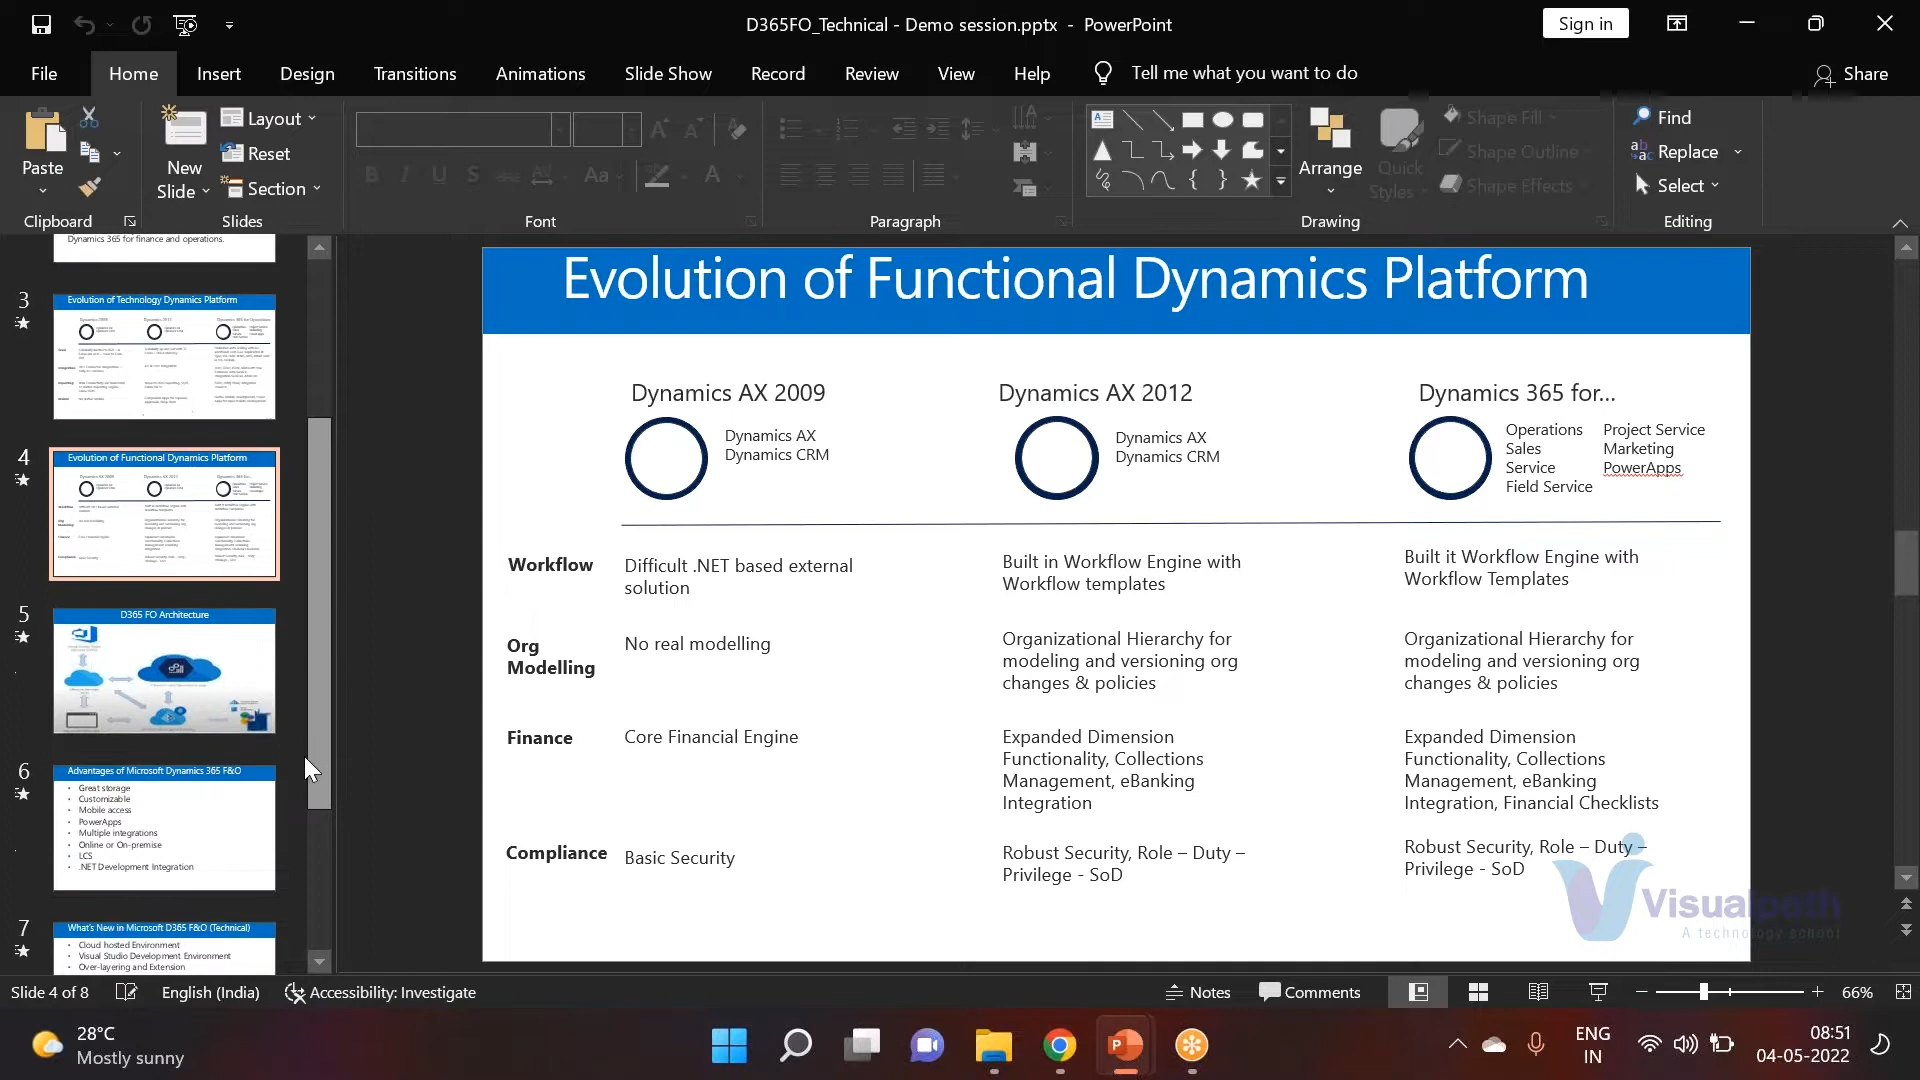 D365FO_Technical - Demo session.pptx - PowerPoint
Sign in
File
Home
Insert
Design
Transitions
Animations
Slide Show
Record
Review
View
Help
Tell me what you want to do
Share
Paste
New
Slide
Layout
Reset
Section
B
I
U
S
Aa
A
Arrange
Quick
Styles
Shape Fill
Shape Outline
Shape Effects
Find
Replace
Select
Clipboard
Slides
Font
Paragraph
Drawing
Editing
Dynamics 365 for finance and operations.
3
Evolution of Technology Dynamics Platform
4
Evolution of Functional Dynamics Platform
5
D365 FO Architecture
6
Advantages of Microsoft Dynamics 365 F&O
• Great storage
• Customizable
• Mobile access
• PowerApps
• Multiple integrations
• Online or On-premise
• LCS
• .NET Development Integration
7
What's New in Microsoft D365 F&O (Technical)
• Cloud hosted Environment
• Visual Studio Development Environment
• Over-layering and Extension
Evolution of Functional Dynamics Platform
Dynamics AX 2009
Dynamics AX
Dynamics CRM
Dynamics AX 2012
Dynamics AX
Dynamics CRM
Dynamics 365 for...
Operations
Sales
Service
Field Service
Project Service
Marketing
PowerApps
Workflow
Difficult .NET based external
solution
Built in Workflow Engine with
Workflow templates
Built it Workflow Engine with
Workflow Templates
Org
Modelling
No real modelling
Organizational Hierarchy for
modeling and versioning org
changes & policies
Organizational Hierarchy for
modeling and versioning org
changes & policies
Finance
Core Financial Engine
Expanded Dimension
Functionality, Collections
Management, eBanking
Integration
Expanded Dimension
Functionality, Collections
Management, eBanking
Integration, Financial Checklists
Compliance
Basic Security
Robust Security, Role – Duty –
Privilege - SoD
Robust Security, Role – Duty –
Privilege - SoD
Visualpath
A technology school
Slide 4 of 8
English (India)
Accessibility: Investigate
Notes
Comments
66%
28°C
Mostly sunny
ENG
IN
08:51
04-05-2022